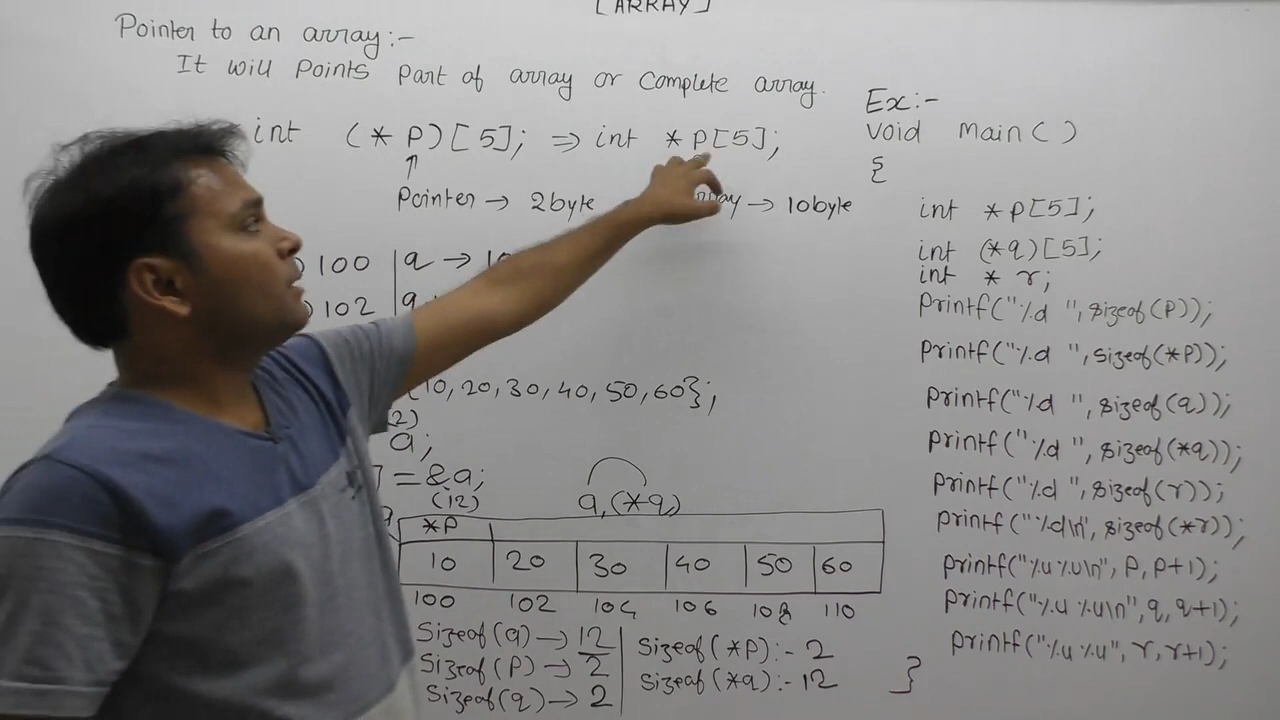 [ARRAY]
Pointer to an array:-
It will Points Part of array or Complete array.
int (*P)[5]; ⇒ int *P[5];
↑
Pointer → 2byte
→ 10byte
100 | q →
102
{10, 20, 30, 40, 50, 60};
a;
= &a;
(12)
a,(*q)
*P
10 20 30 40 50 60
100 102 104 106 108 110
Sizeof(a) → 12
Sizeof(P) → 2
Sizeof(q) → 2
Sizeof(*P):- 2
Sizeof(*q):- 12
Ex:-
void main()
{
int *P[5];
int (*q)[5];
int * r;
Printf("%d ", sizeof(P));
Printf("%d ", sizeof(*P));
Printf("%d ", sizeof(q));
Printf("%d ", sizeof(*q));
Printf("%d ", sizeof(r));
Printf("%d\n", sizeof(*r));
Printf("%u %u\n", P, P+1);
Printf("%u %u\n", q, q+1);
Printf("%u %u", r, r+1);
}